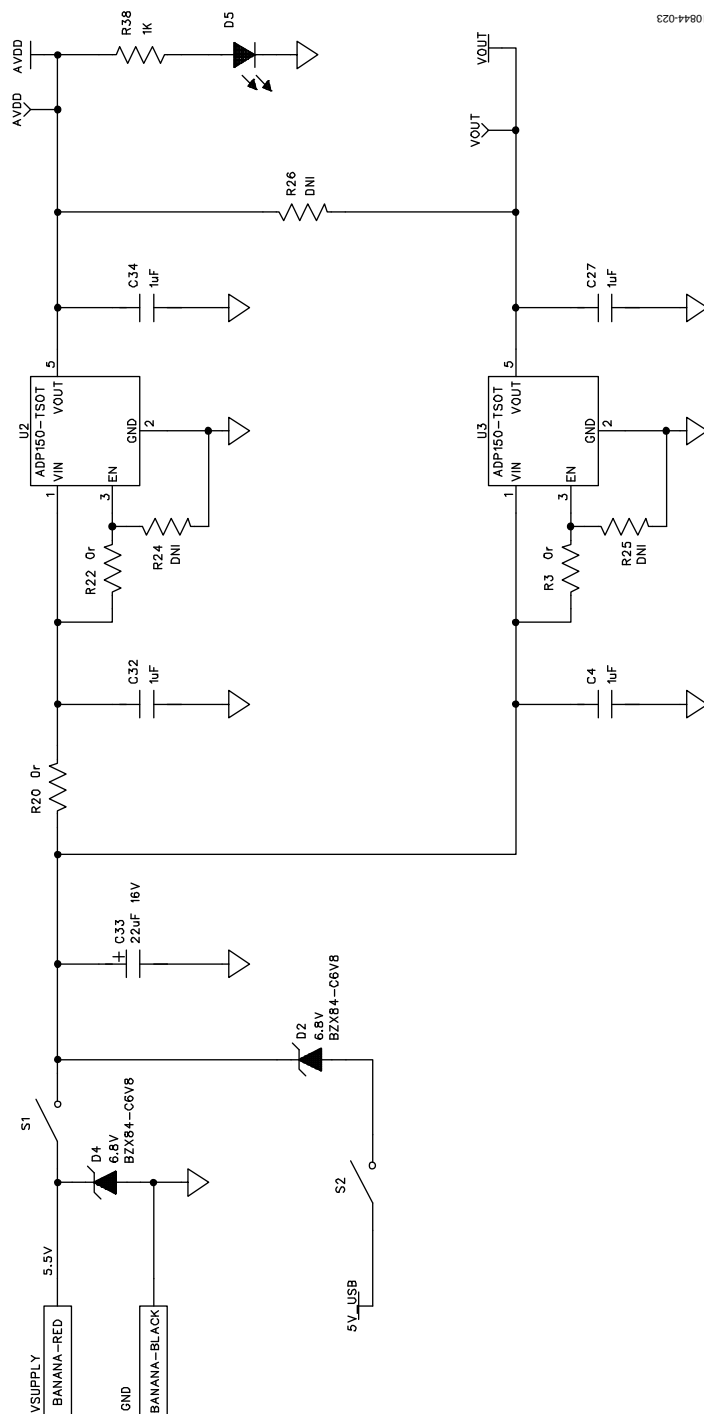 VSUPPLY
BANANA-RED
GND
BANANA-BLACK
5.5V
S1
D4
6.8V
BZX84-C6V8
5V_USB
S2
D2
6.8V
BZX84-C6V8
C33
+
22uF 16V
R20 0r
C32
1uF
R22 0r
R24
DNI
U2
ADP150-TSOT
1
VIN
VOUT
5
3
EN
GND
2
C34
1uF
AVDD
AVDD
R38
1K
D5
R26
DNI
C4
1uF
R3 0r
R25
DNI
U3
ADP150-TSOT
1
VIN
VOUT
5
3
EN
GND
2
C27
1uF
VOUT
VOUT
0844-023